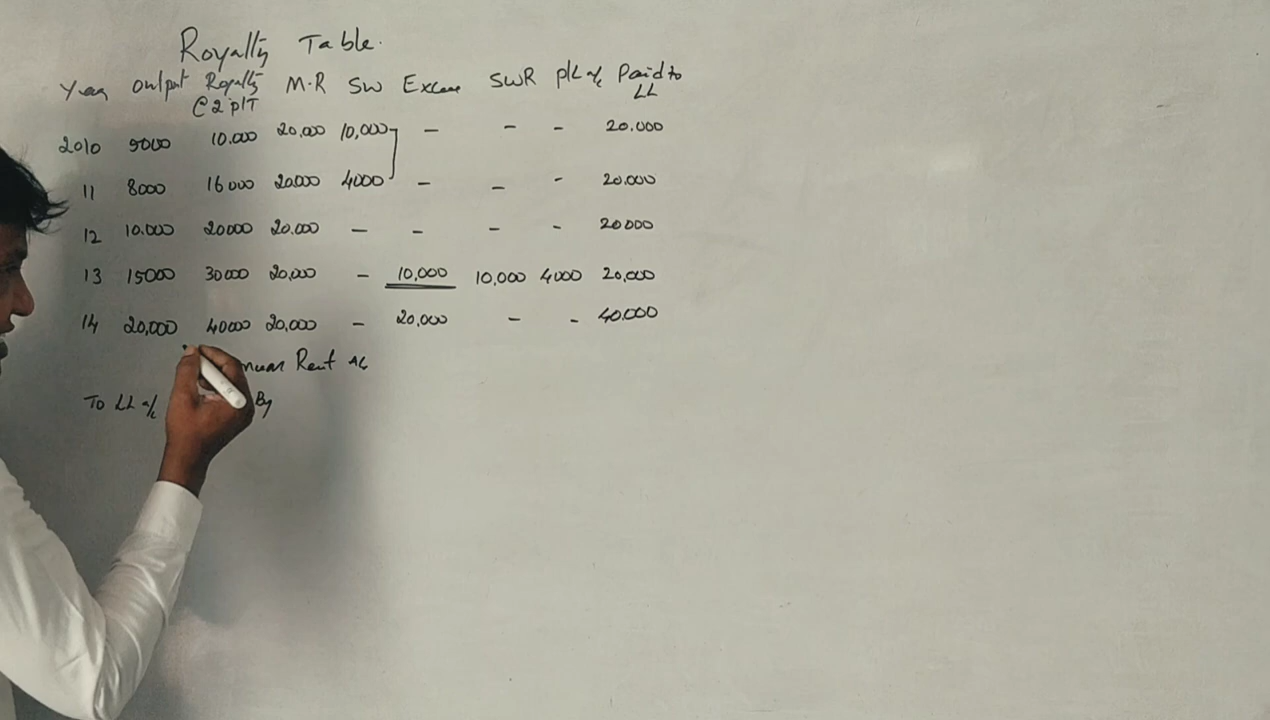 Royalty Table.
Year Output Royalty @ 2 p/T M.R SW Excess SWR P/L a/c Paid to LL
2010 5000 10.000 20,000 10,000 - - - 20.000
11 8000 16000 20000 4000 - - - 20.000
12 10.000 20000 20.000 - - - - 20000
13 15000 30000 20,000 - 10,000 10,000 4000 20,000
14 20,000 40000 20,000 - 20,000 - - 40.000
Rent A/c
To LL a/c By